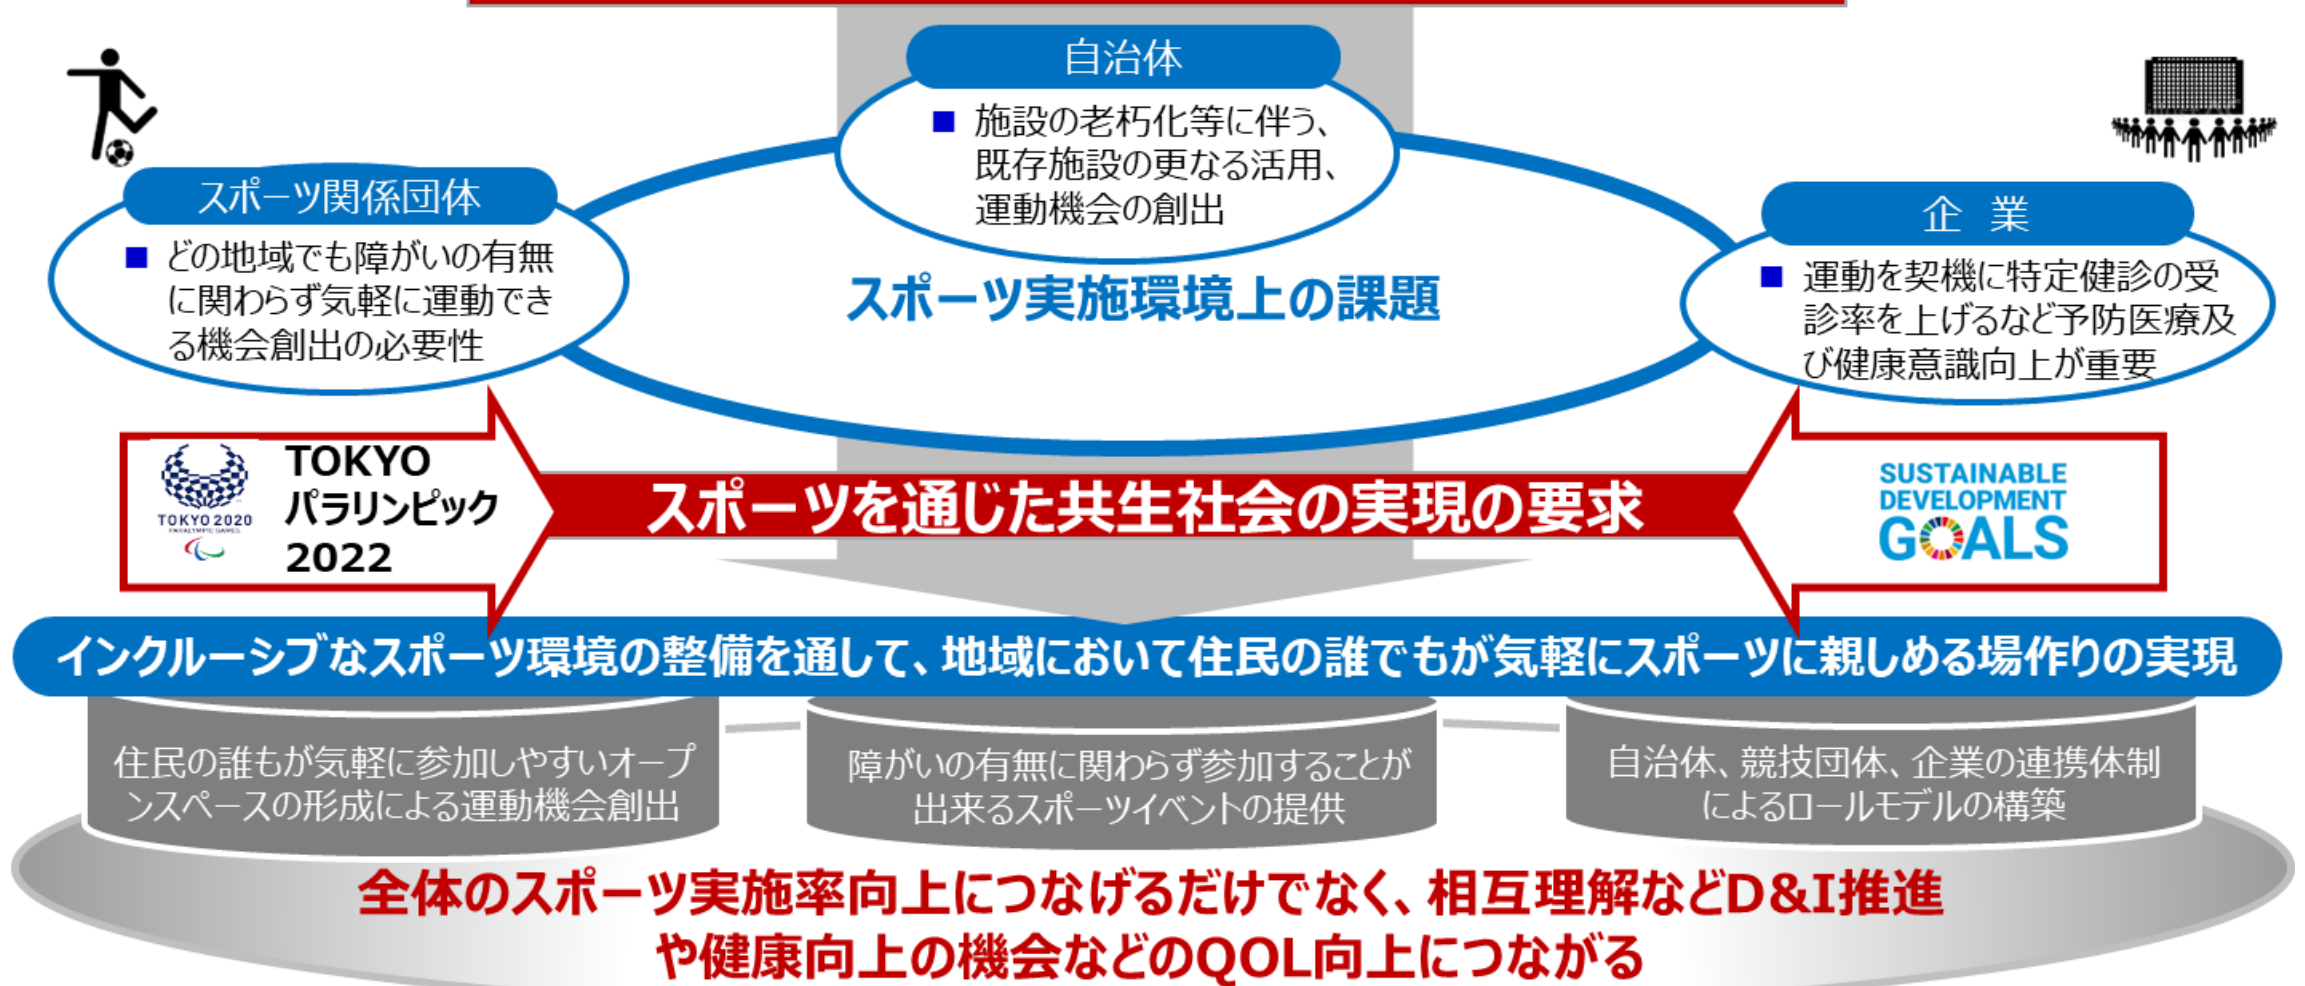 自治体
■ 施設の老朽化等に伴う、
既存施設の更なる活用、
運動機会の創出
スポーツ関係団体
■ どの地域でも障がいの有無
に関わらず気軽に運動でき
る機会創出の必要性
企 業
■ 運動を契機に特定健診の受
診率を上げるなど予防医療及
び健康意識向上が重要
スポーツ実施環境上の課題
TOKYO 2020
PARALYMPIC GAMES
TOKYO
パラリンピック
2022
スポーツを通じた共生社会の実現の要求
SUSTAINABLE
DEVELOPMENT
GOALS
インクルーシブなスポーツ環境の整備を通して、地域において住民の誰でもが気軽にスポーツに親しめる場作りの実現
住民の誰もが気軽に参加しやすいオープ
ンスペースの形成による運動機会創出
障がいの有無に関わらず参加することが
出来るスポーツイベントの提供
自治体、競技団体、企業の連携体制
によるロールモデルの構築
全体のスポーツ実施率向上につなげるだけでなく、相互理解などD&I推進
や健康向上の機会などのQOL向上につながる